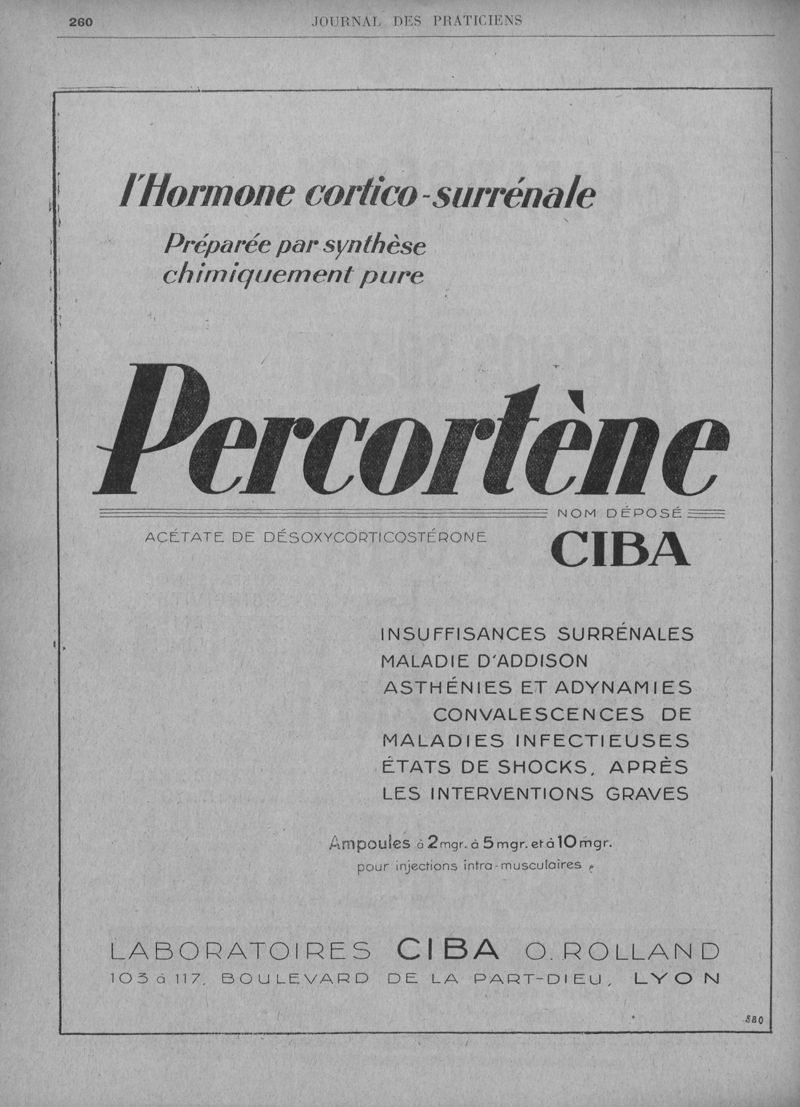 260
JOURNAL DES PRATICIENS
l'Hormone cortico-surrénale
Préparée par synthèse
chimiquement pure
Percortène
NOM DÉPOSÉ
ACÉTATE DE DÉSOXYCORTICOSTÉRONE
CIBA
INSUFFISANCES SURRÉNALES
MALADIE D'ADDISON
ASTHÉNIES ET ADYNAMIES
CONVALESCENCES DE
MALADIES INFECTIEUSES
ÉTATS DE SHOCKS, APRÈS
LES INTERVENTIONS GRAVES
Ampoules à 2 mgr. à 5 mgr. et à 10 mgr.
pour injections intra-musculaires
LABORATOIRES CIBA O. ROLLAND
103 à 117, BOULEVARD DE LA PART-DIEU, LYON
580